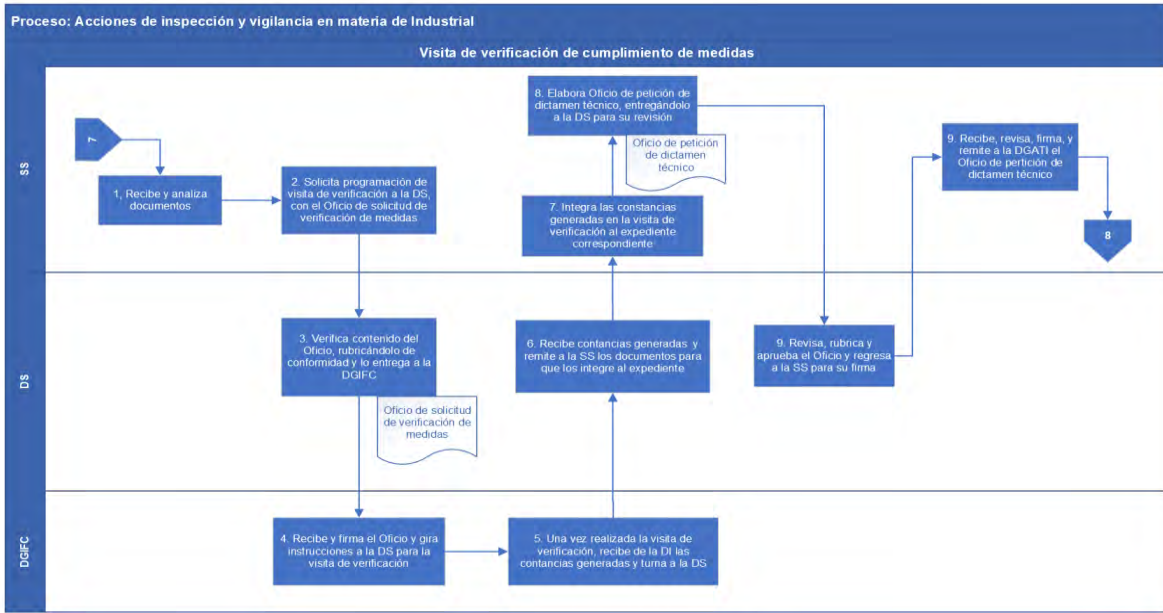 Proceso: Acciones de inspección y vigilancia en materia de Industrial
Visita de verificación de cumplimiento de medidas
SS
7
1, Recibe y analiza
documentos
2. Solicita programación de
visita de verificación a la DS,
con el Oficio de solicitud de
verificación de medidas
8. Elabora Oficio de petición de
dictamen técnico, entregándolo
a la DS para su revisión
Oficio de petición
de dictamen
técnico
7. Integra las constancias
generadas en la visita de
verificación al expediente
correspondiente
9. Recibe, revisa, firma, y
remite a la DGATI el
Oficio de pertición de
dictamen técnico
8
DS
3. Verifica contenido del
Oficio, rubricándolo de
conformidad y lo entrega a la
DGIFC
Oficio de solicitud
de verificación de
medidas
6. Recibe contancias generadas y
remite a la SS los documentos para
que los integre al expediente
9. Revisa, rubrica y
aprueba el Oficio y regresa
a la SS para su firma
DGIFC
4. Recibe y firma el Oficio y gira
instrucciones a la DS para la
visita de verificación
5. Una vez realizada la visita de
verificación, recibe de la DI las
contancias generadas y turna a la DS